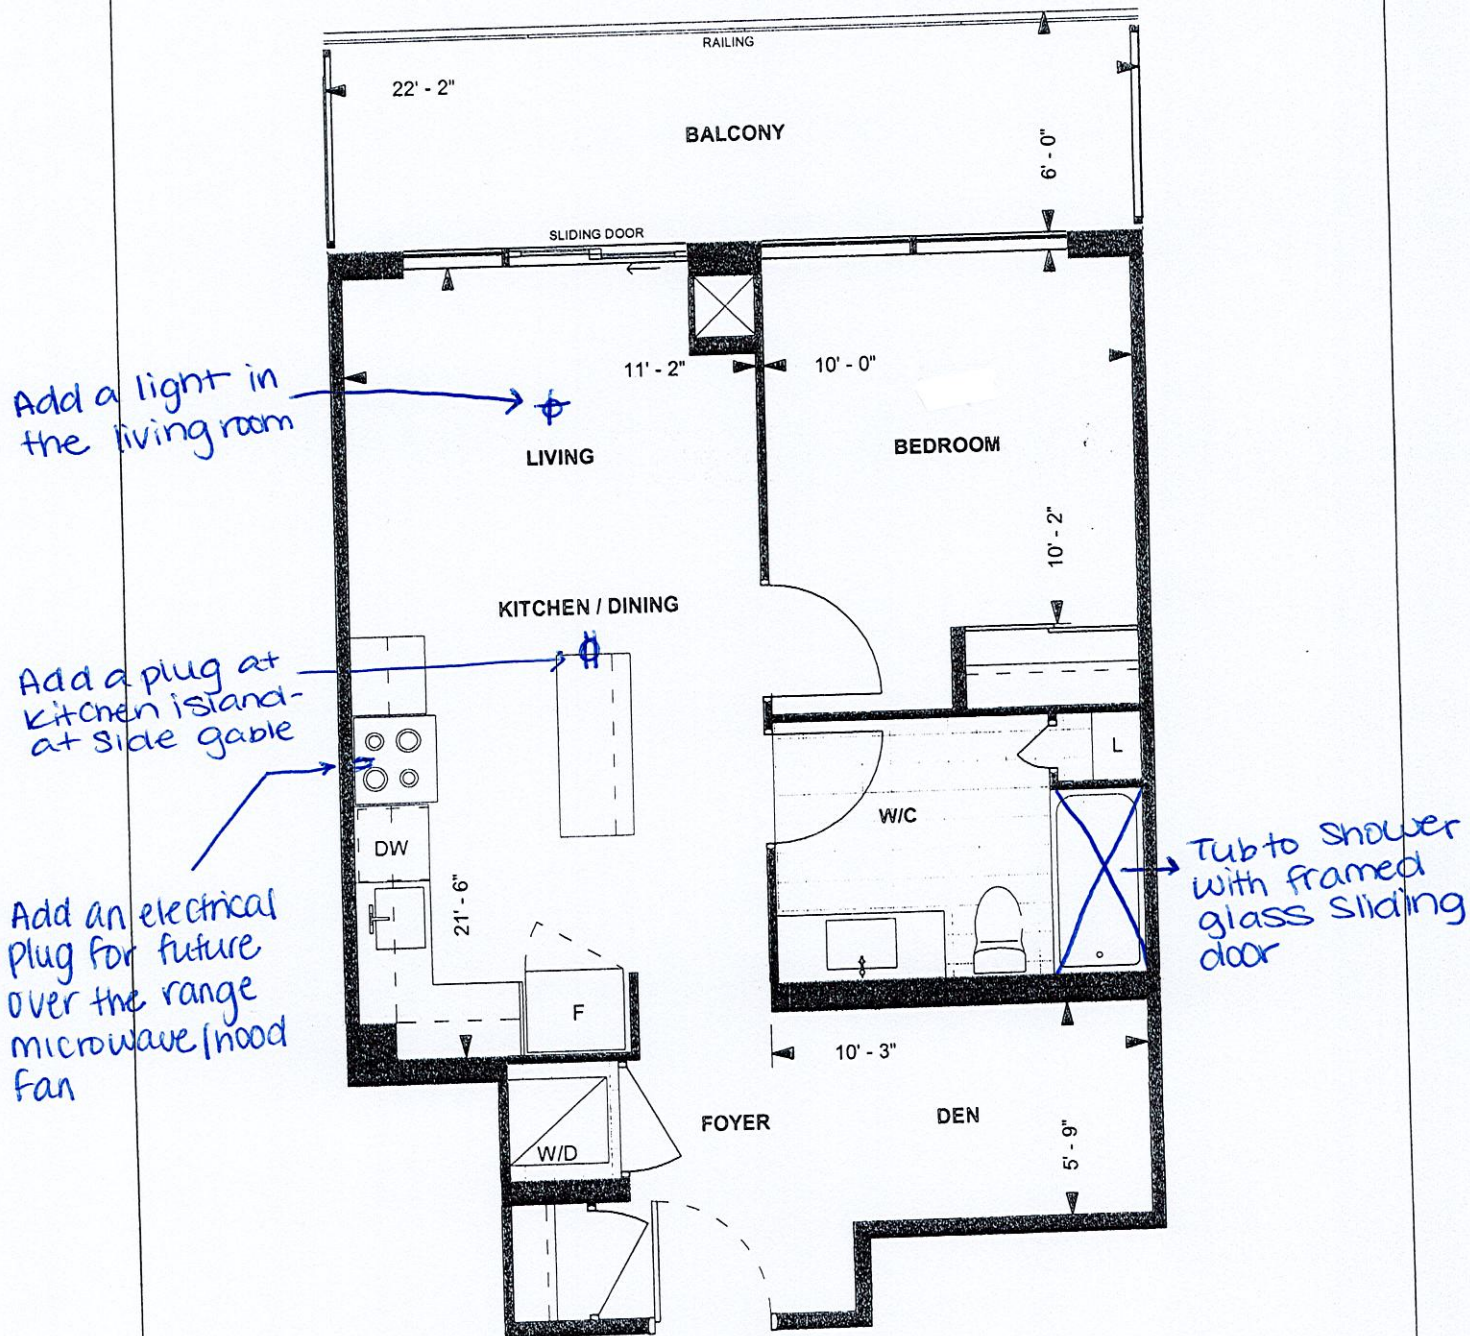 RAILING
22' - 2"
BALCONY
6' - 0"
SLIDING DOOR
11' - 2"
10' - 0"
Add a light in
the living room
LIVING
BEDROOM
10' - 2"
KITCHEN / DINING
Add a plug at
kitchen island-
at side gable
L
W/C
DW
Tub to shower
with framed
glass sliding
door
21' - 6"
Add an electrical
plug for future
over the range
microwave/hood
fan
F
10' - 3"
FOYER
DEN
5' - 9"
W/D